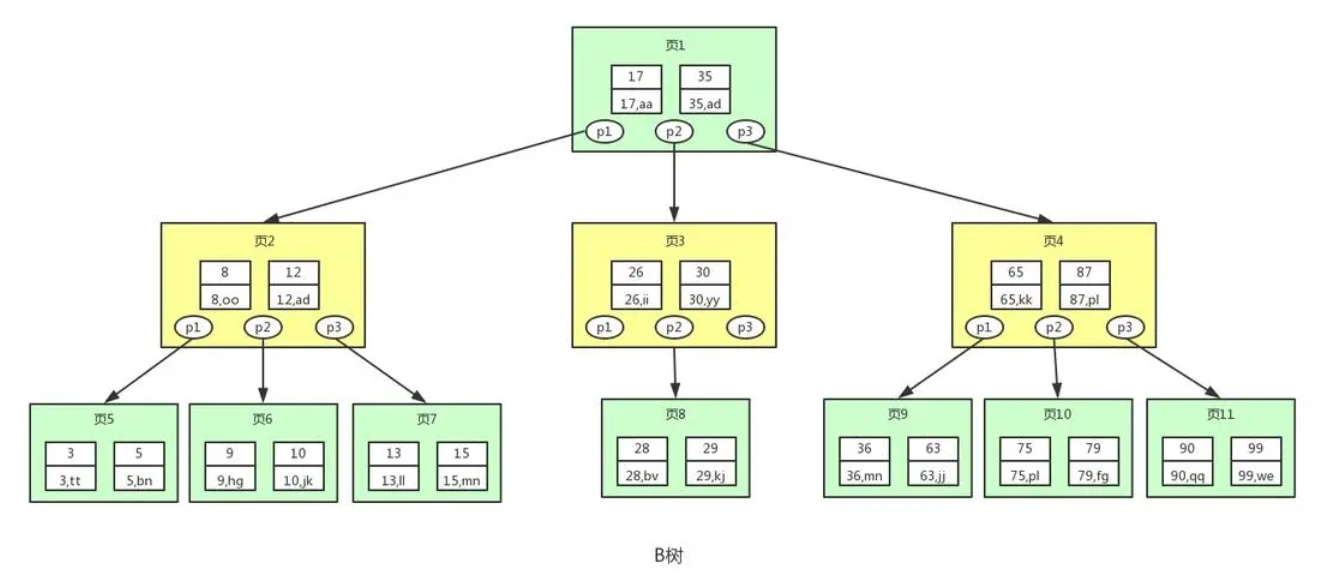 页1
17 35
17,aa 35,ad
p1 p2 p3
页2 页3 页4
8 12 26 30 65 87
8,oo 12,ad 26,ii 30,yy 65,kk 87,pl
p1 p2 p3 p1 p2 p3 p1 p2 p3
页5 页6 页7 页8 页9 页10 页11
3 5 9 10 13 15 28 29 36 63 75 79 90 99
3,tt 5,bn 9,hg 10,jk 13,ll 15,mn 28,bv 29,kj 36,mn 63,jj 75,pl 79,fg 90,qq 99,we
B树